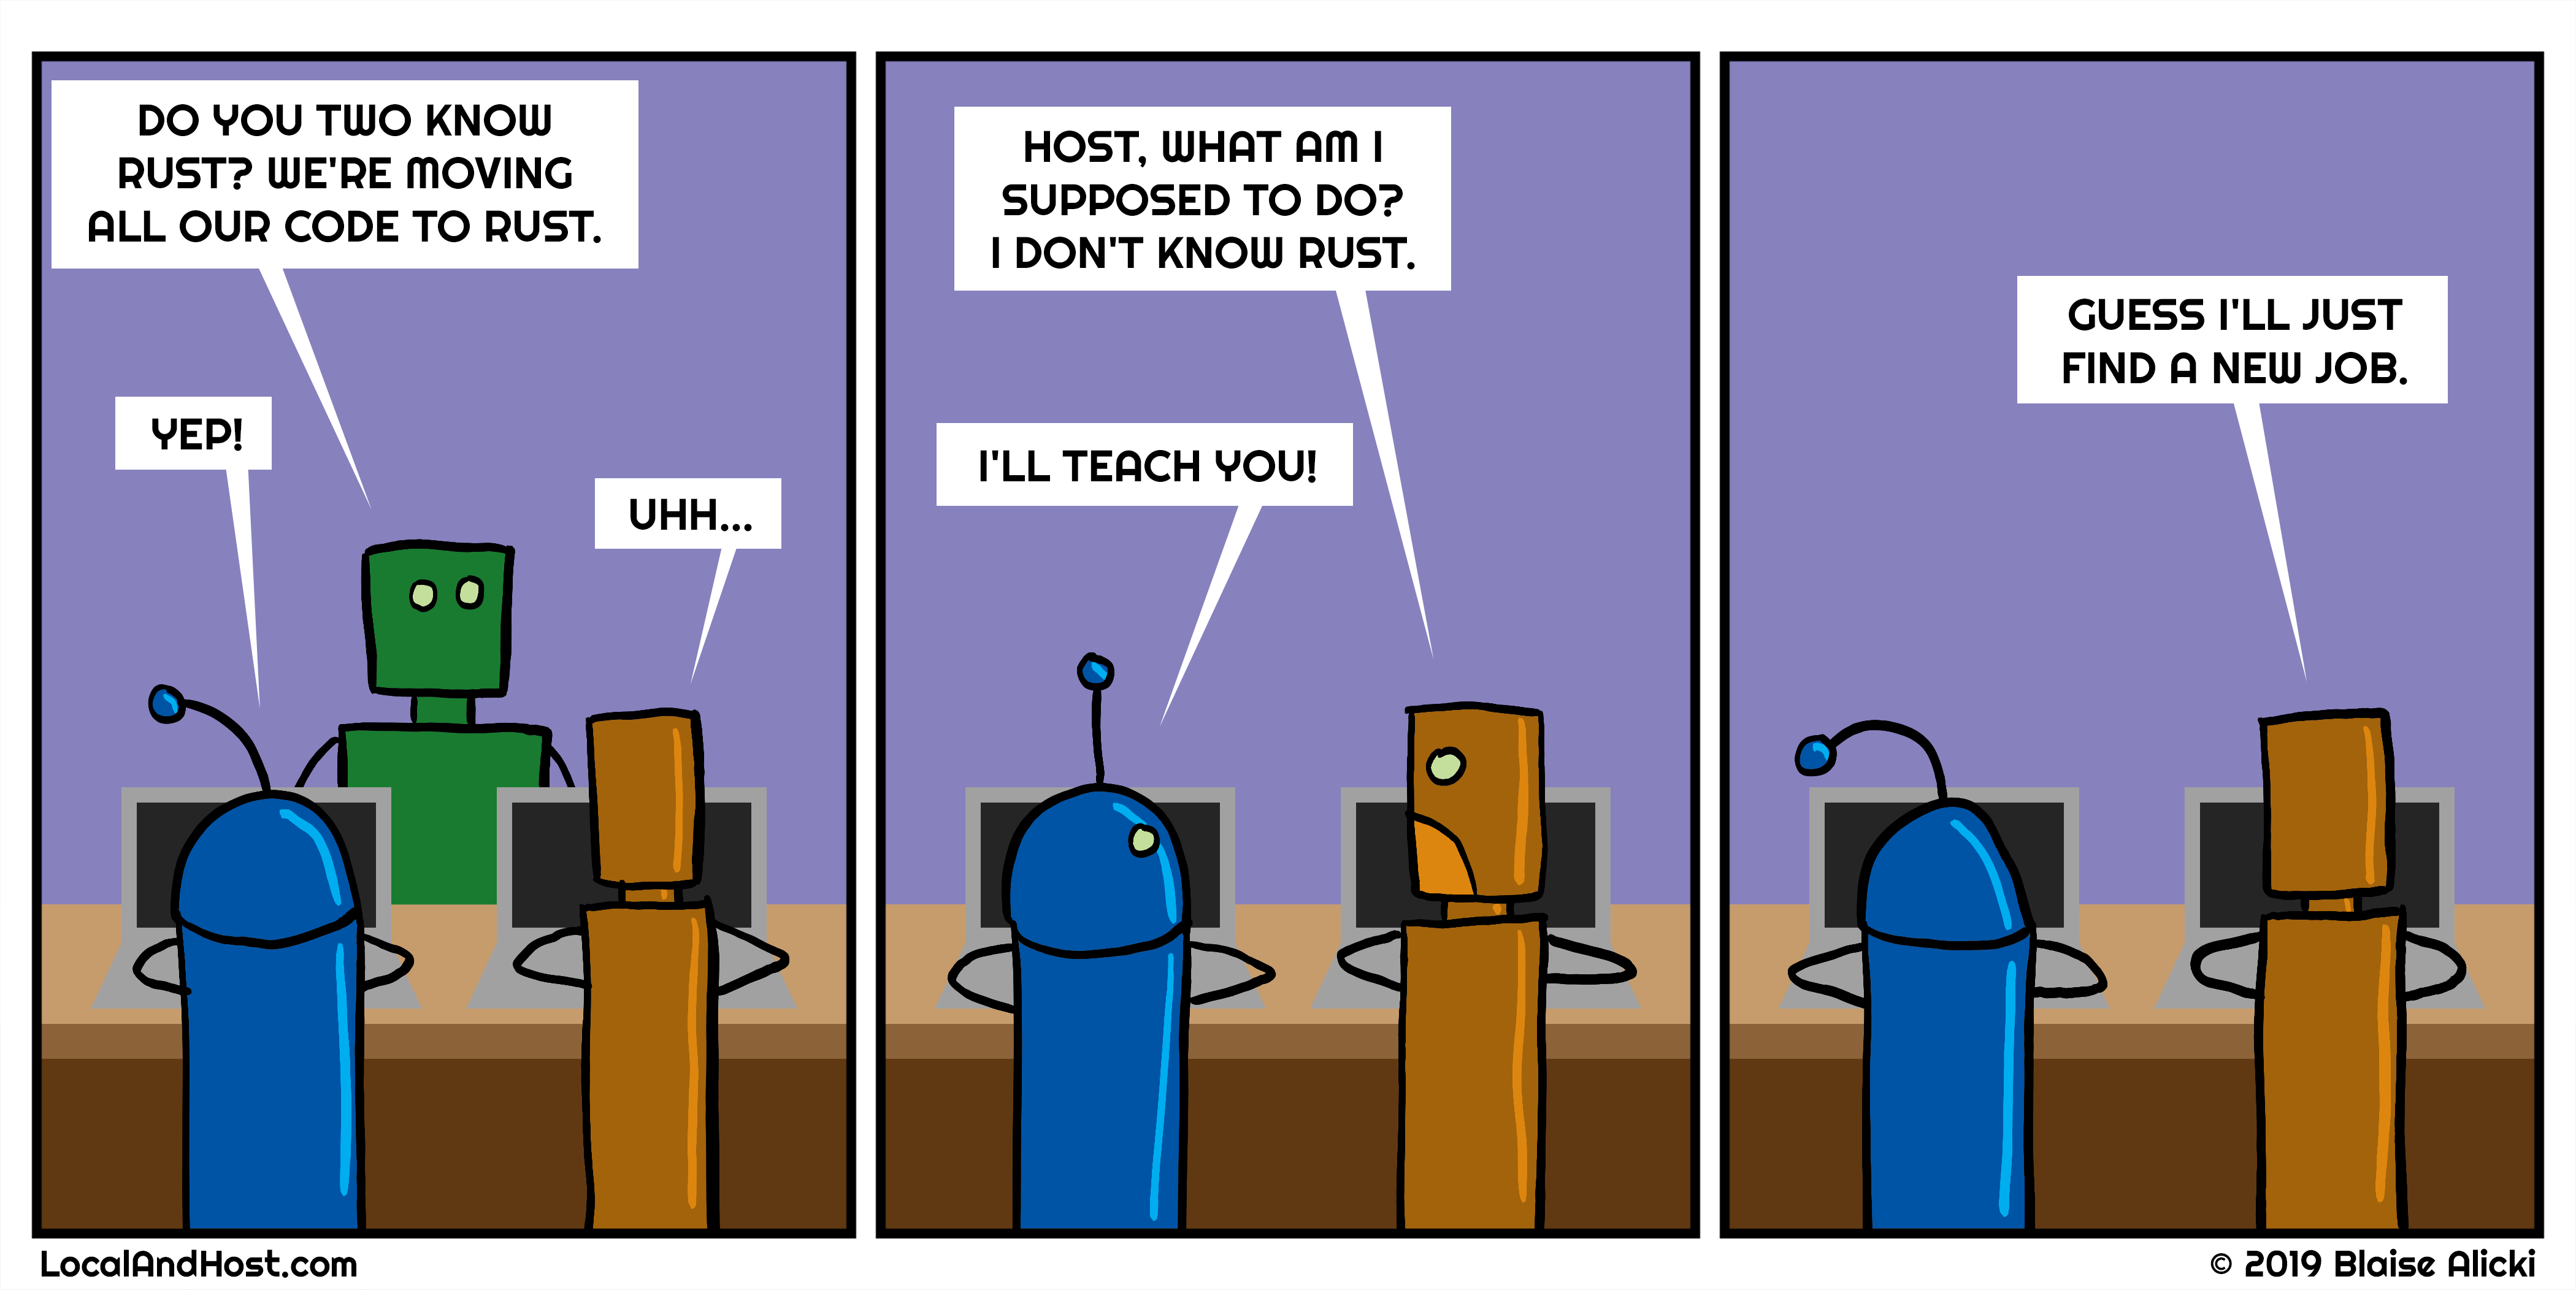 DO YOU TWO KNOW
RUST? WE'RE MOVING
ALL OUR CODE TO RUST.
YEP!
UHH...
HOST, WHAT AM I
SUPPOSED TO DO?
I DON'T KNOW RUST.
I'LL TEACH YOU!
GUESS I'LL JUST
FIND A NEW JOB.
LocalAndHost.com
© 2019 Blaise Alicki